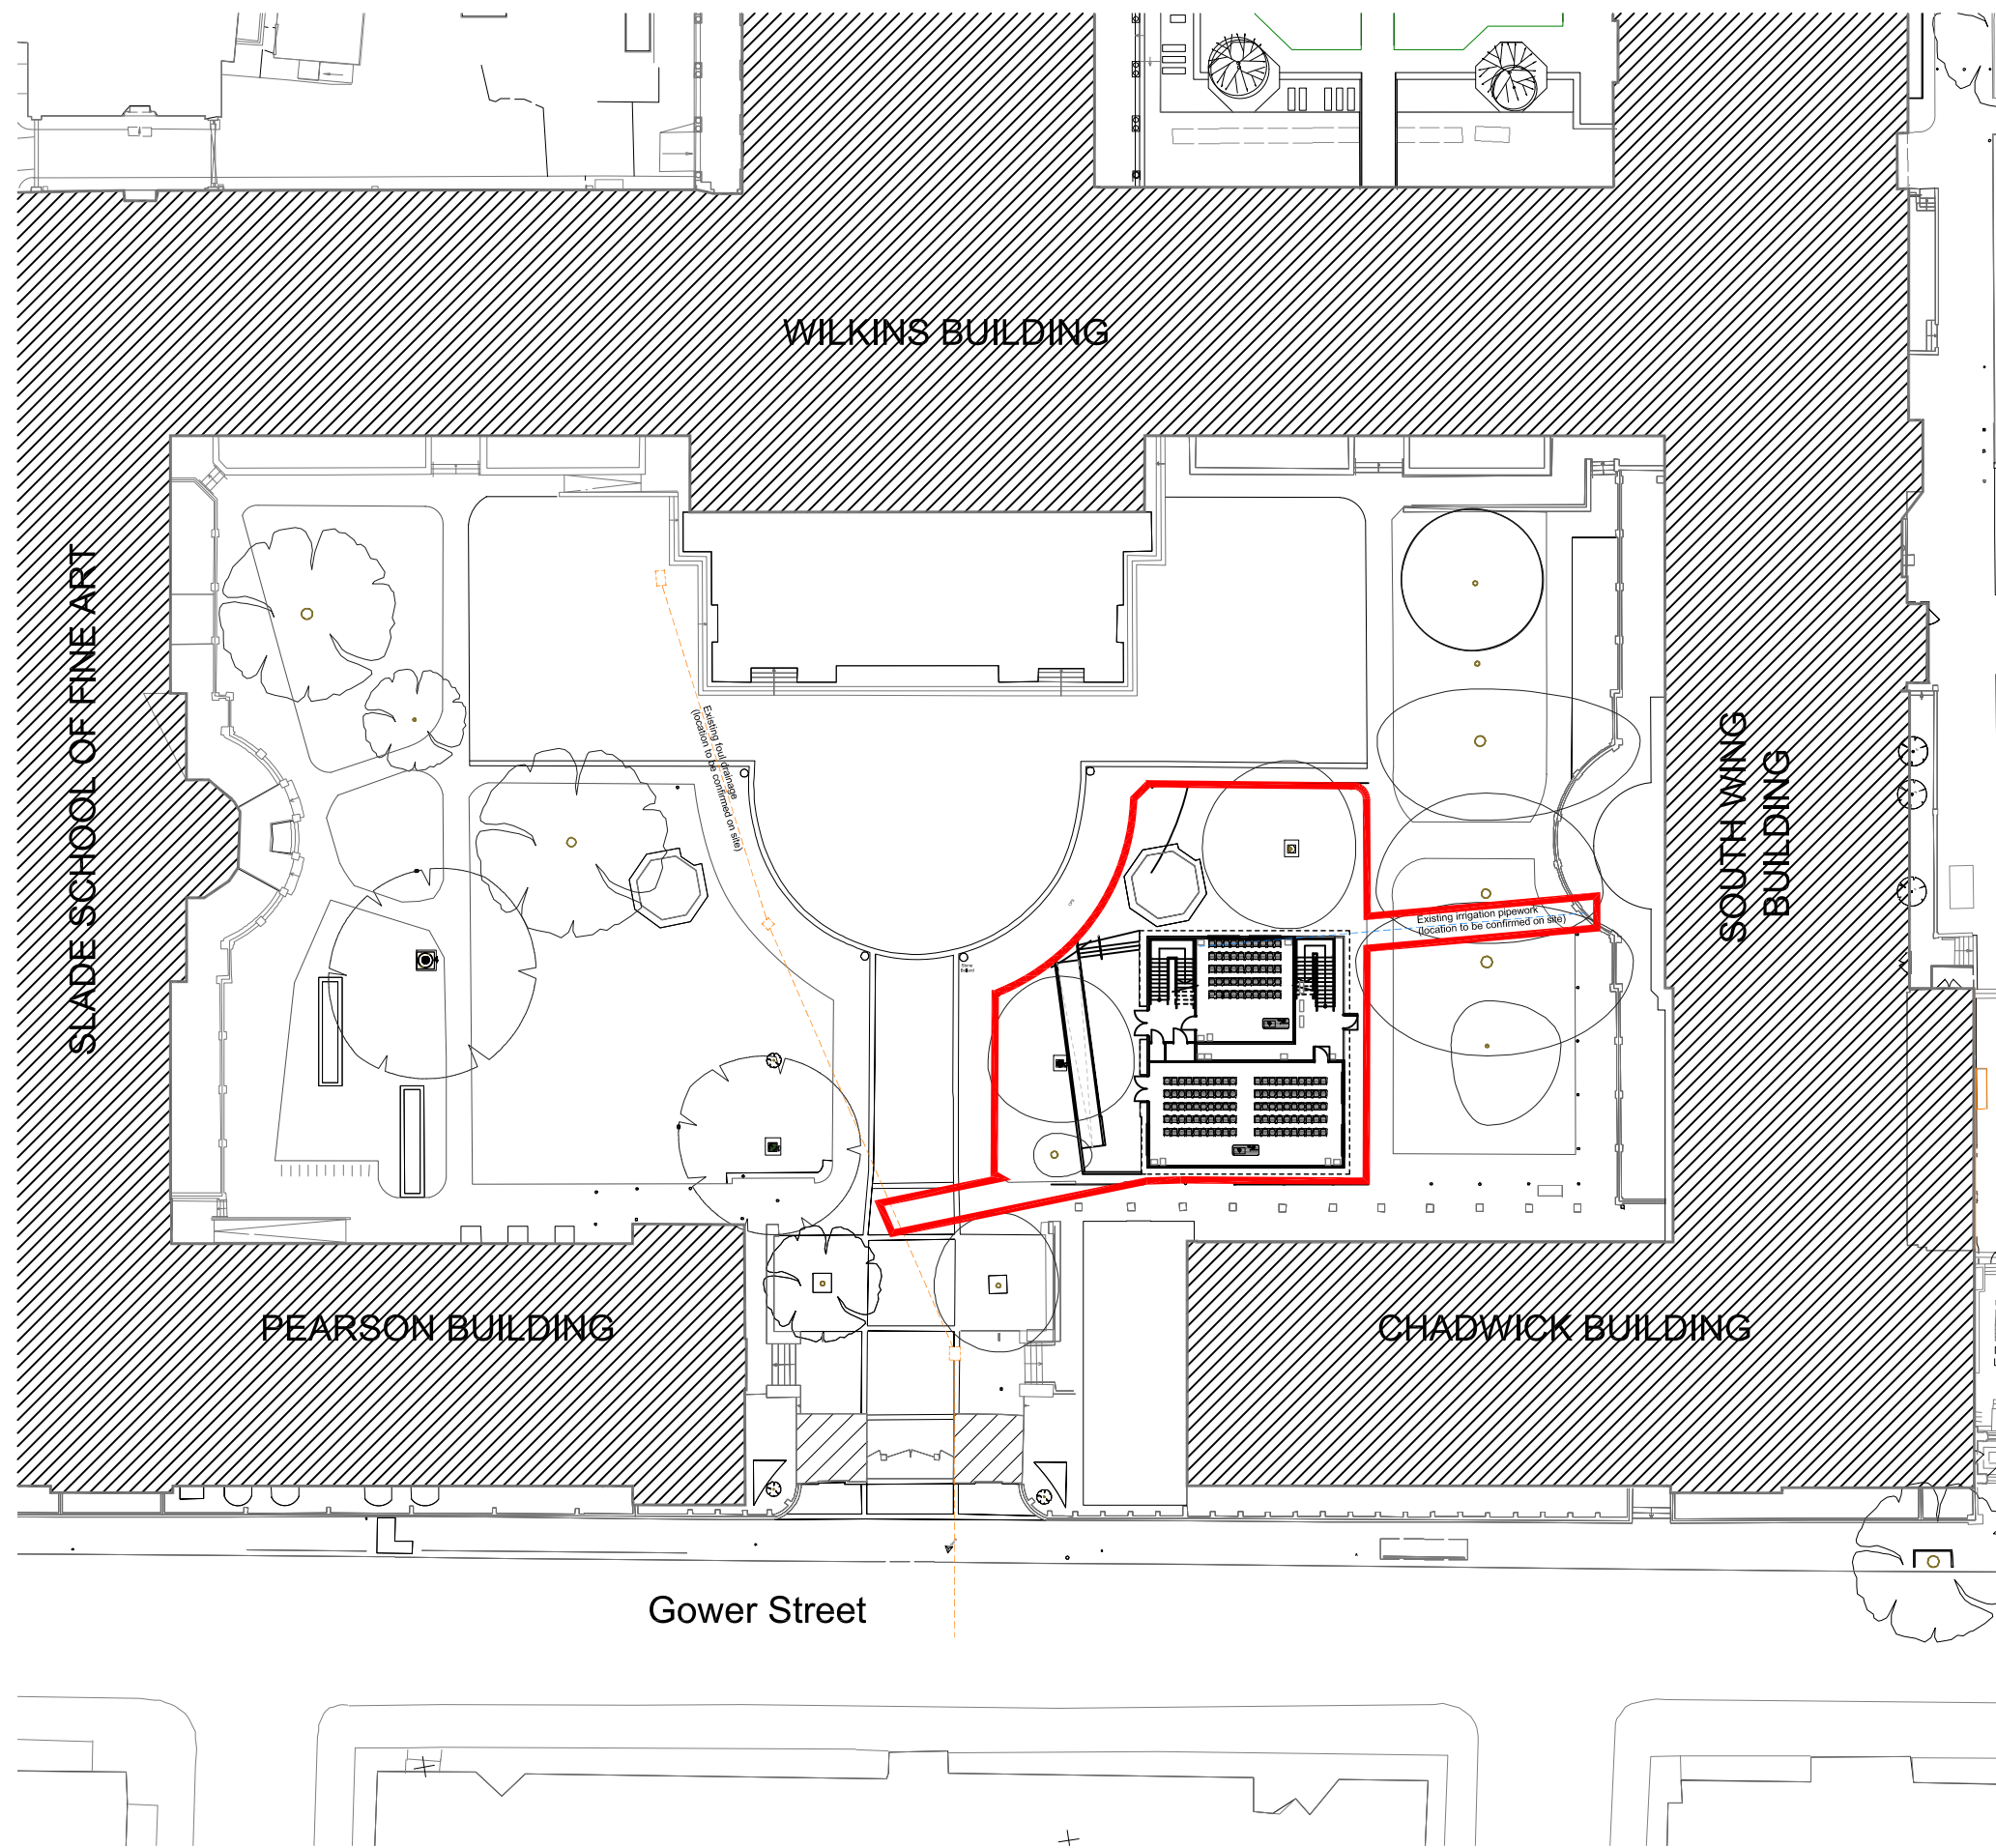 WILKINS BUILDING
SLADE SCHOOL OF FINE ART
Existing foul drainage
(location to be confirmed on site)
SOUTH WING
BUILDING
Existing irrigation pipework
(location to be confirmed on site)
PEARSON BUILDING
CHADWICK BUILDING
Gower Street